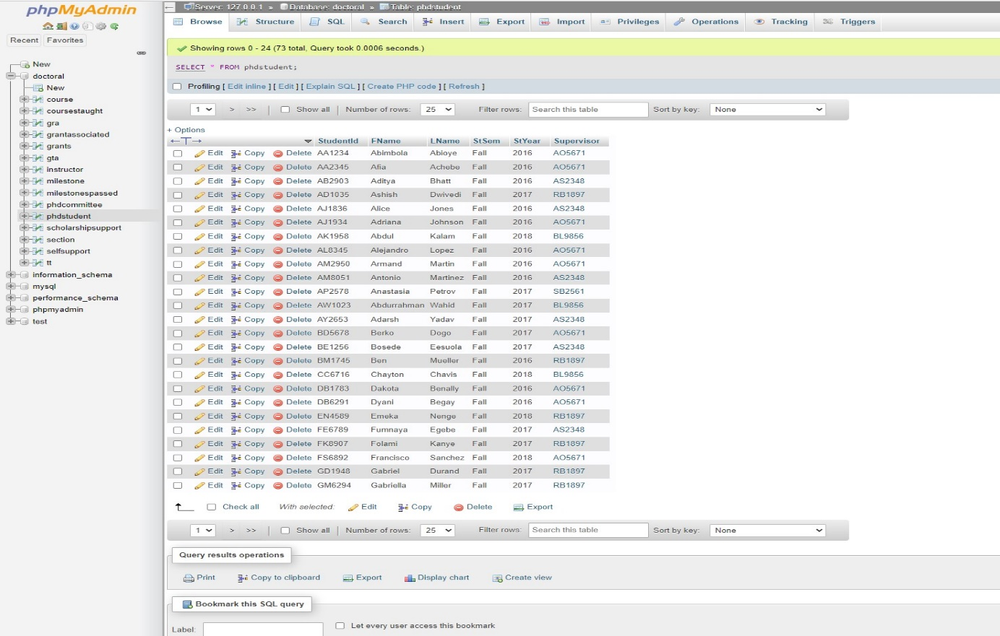 phpMyAdmin
Recent Favorites
New
doctoral
New
course
coursestaught
gra
grantassociated
grants
gta
instructor
milestone
milestonespassed
phdcommittee
phdstudent
scholarshipsupport
section
selfsupport
tt
information_schema
mysql
performance_schema
phpmyadmin
test
Server: 127.0.0.1 » Database: doctoral » Table: phdstudent
Browse Structure SQL Search Insert Export Import Privileges Operations Tracking Triggers
Showing rows 0 - 24 (73 total, Query took 0.0006 seconds.)
SELECT * FROM phdstudent;
Profiling [ Edit inline ] [ Edit ] [ Explain SQL ] [ Create PHP code ] [ Refresh ]
1 > >> | Show all | Number of rows: 25 Filter rows: Search this table Sort by key: None
+ Options
←T→ StudentId FName LName StSem StYear Supervisor
Edit Copy Delete AA1234 Abimbola Abioye Fall 2016 AO5671
Edit Copy Delete AA2345 Afia Achebe Fall 2016 AO5671
Edit Copy Delete AB2903 Aditya Bhatt Fall 2016 AS2348
Edit Copy Delete AD1035 Ashish Dwivedi Fall 2017 RB1897
Edit Copy Delete AJ1836 Alice Jones Fall 2016 AS2348
Edit Copy Delete AJ1934 Adriana Johnson Fall 2016 AO5671
Edit Copy Delete AK1958 Abdul Kalam Fall 2018 BL9856
Edit Copy Delete AL8345 Alejandro Lopez Fall 2016 AO5671
Edit Copy Delete AM2950 Armand Martin Fall 2016 AO5671
Edit Copy Delete AM8051 Antonio Martinez Fall 2016 AS2348
Edit Copy Delete AP2578 Anastasia Petrov Fall 2017 SB2561
Edit Copy Delete AW1023 Abdurrahman Wahid Fall 2017 BL9856
Edit Copy Delete AY2653 Adarsh Yadav Fall 2017 AS2348
Edit Copy Delete BD5678 Berko Dogo Fall 2017 AO5671
Edit Copy Delete BE1256 Bosede Eesuola Fall 2017 AS2348
Edit Copy Delete BM1745 Ben Mueller Fall 2016 RB1897
Edit Copy Delete CC6716 Chayton Chavis Fall 2018 BL9856
Edit Copy Delete DB1783 Dakota Benally Fall 2016 AO5671
Edit Copy Delete DB6291 Dyani Begay Fall 2016 AO5671
Edit Copy Delete EN4589 Emeka Nenge Fall 2018 RB1897
Edit Copy Delete FE6789 Fumnaya Egebe Fall 2017 AS2348
Edit Copy Delete FK8907 Folami Kanye Fall 2017 RB1897
Edit Copy Delete FS6892 Francisco Sanchez Fall 2018 AO5671
Edit Copy Delete GD1948 Gabriel Durand Fall 2017 RB1897
Edit Copy Delete GM6294 Gabriella Miller Fall 2017 RB1897
Check all With selected: Edit Copy Delete Export
1 > >> | Show all | Number of rows: 25 Filter rows: Search this table Sort by key: None
Query results operations
Print Copy to clipboard Export Display chart Create view
Bookmark this SQL query
Label: Let every user access this bookmark